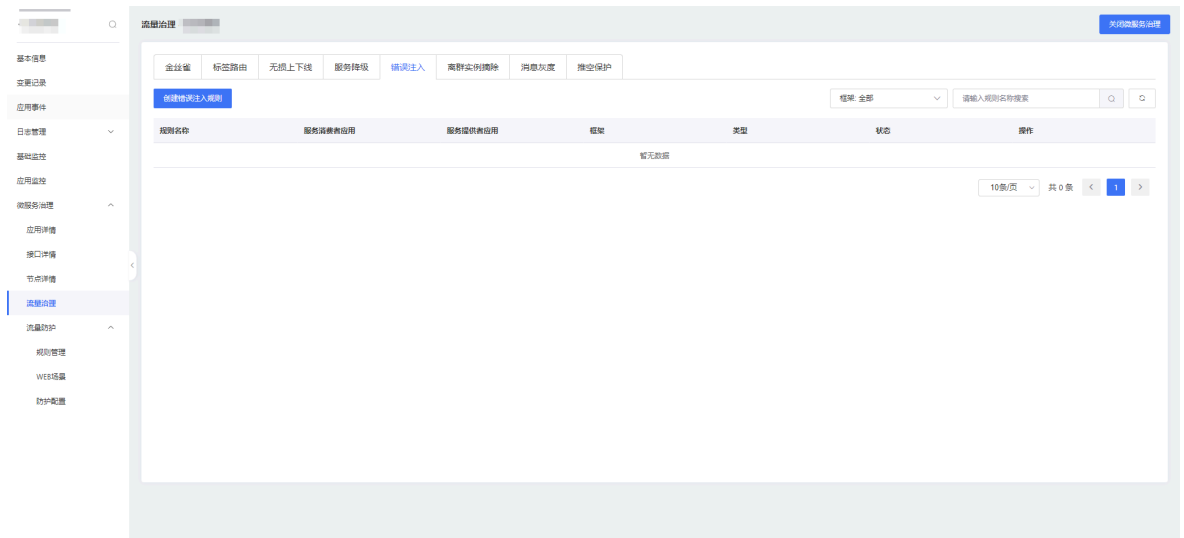 流量治理
关闭微服务治理
基本信息
变更记录
应用事件
日志管理
基础监控
应用监控
微服务治理
应用详情
接口详情
节点详情
流量治理
流量防护
规则管理
WEB场景
防护配置
金丝雀 标签路由 无损上下线 服务降级 错误注入 离群实例摘除 消息灰度 推空保护
创建错误注入规则 框架: 全部 请输入规则名称搜索
规则名称 服务消费者应用 服务提供者应用 框架 类型 状态 操作
暂无数据
10条/页 共 0 条 1